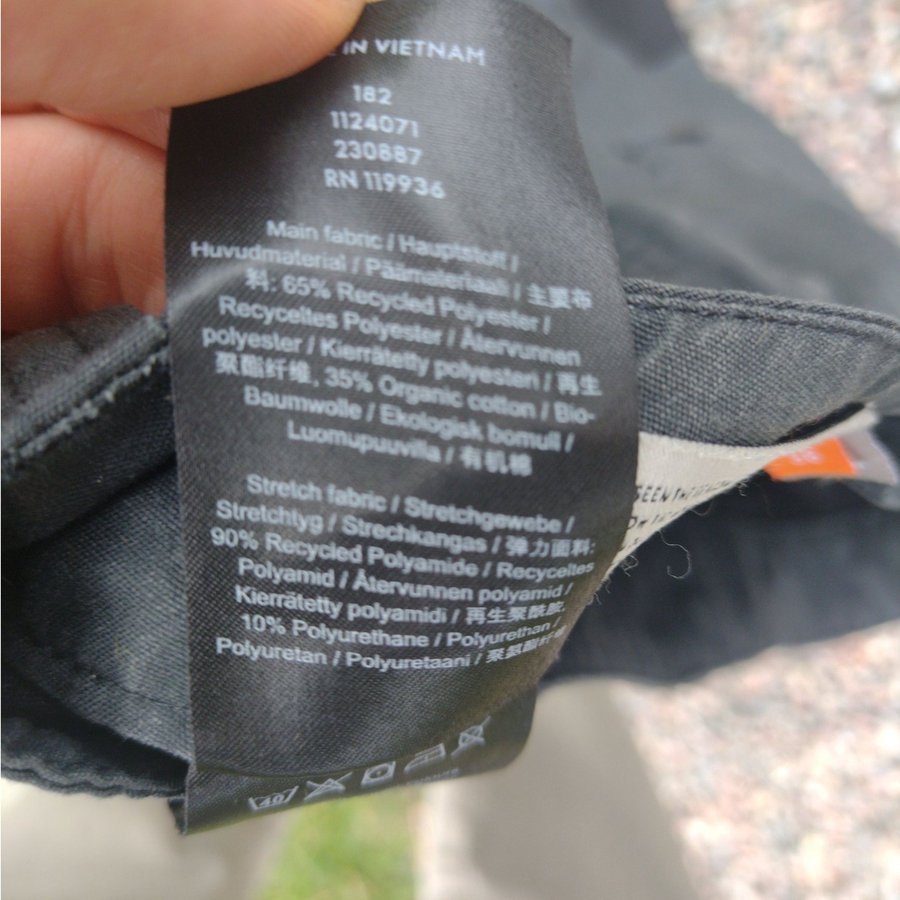 IN VIETNAM
182
1124071
230887
RN 119936
Main fabric / Hauptstoff /
Huvudmaterial / Päämateriaali / 主要布
料: 65% Recycled Polyester /
Recyceltes Polyester / Återvunnen
polyester / Kierrätetty polyesteri / 再生
聚酯纤维, 35% Organic cotton / Bio-
Baumwolle / Ekologisk bomull /
Luomupuuvilla / 有机棉
Stretch fabric / Stretchgewebe /
Stretchtyg / Strechkangas / 弹力面料:
90% Recycled Polyamide / Recyceltes
Polyamid / Återvunnen polyamid /
Kierrätetty polyamidi / 再生聚酰胺,
10% Polyurethane / Polyurethan /
Polyuretan / Polyuretaani / 聚氨酯纤维
40
SEEN THE